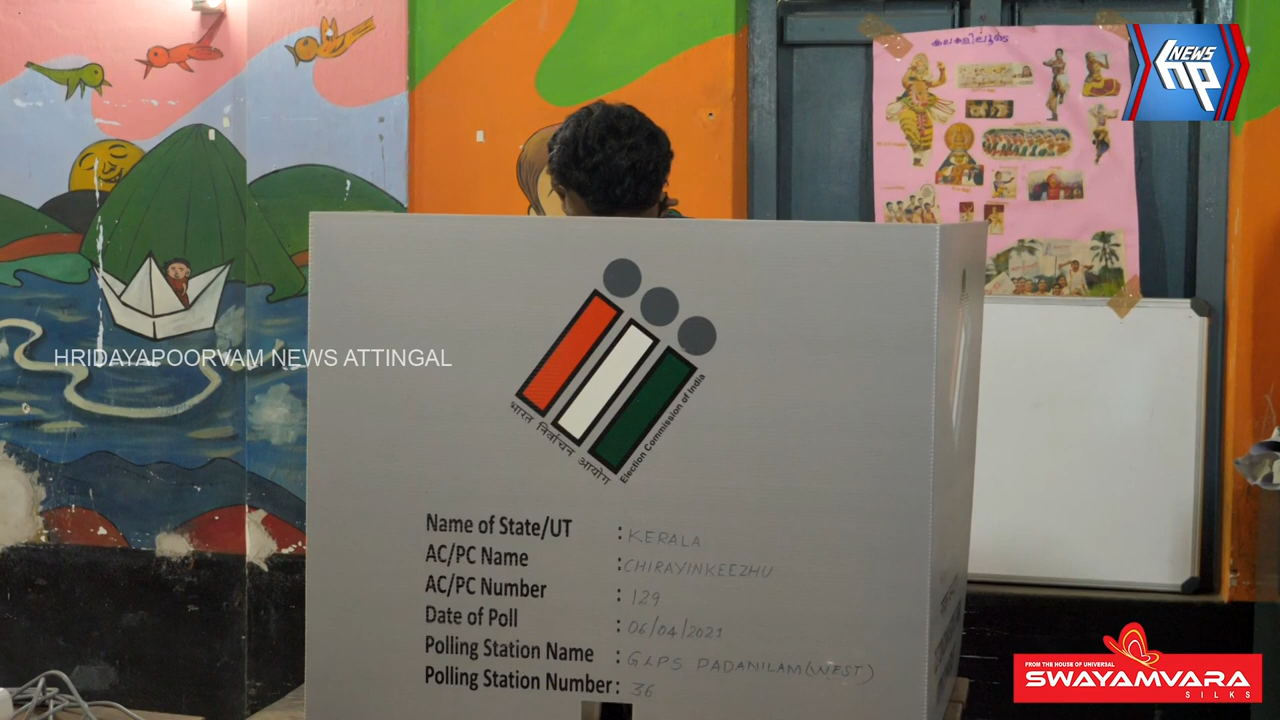 കലകളിലൂടെ
NEWS
hp
HRIDAYAPOORVAM NEWS ATTINGAL
भारत निर्वाचन आयोग
Election Commission of India
Name of State/UT : KERALA
AC/PC Name : CHIRAYINKEEZHU
AC/PC Number : 129
Date of Poll : 06/04/2021
Polling Station Name : GLPS PADANILAM (WEST)
Polling Station Number : 36
FROM THE HOUSE OF UNIVERSAL
SWAYAMVARA
SILKS